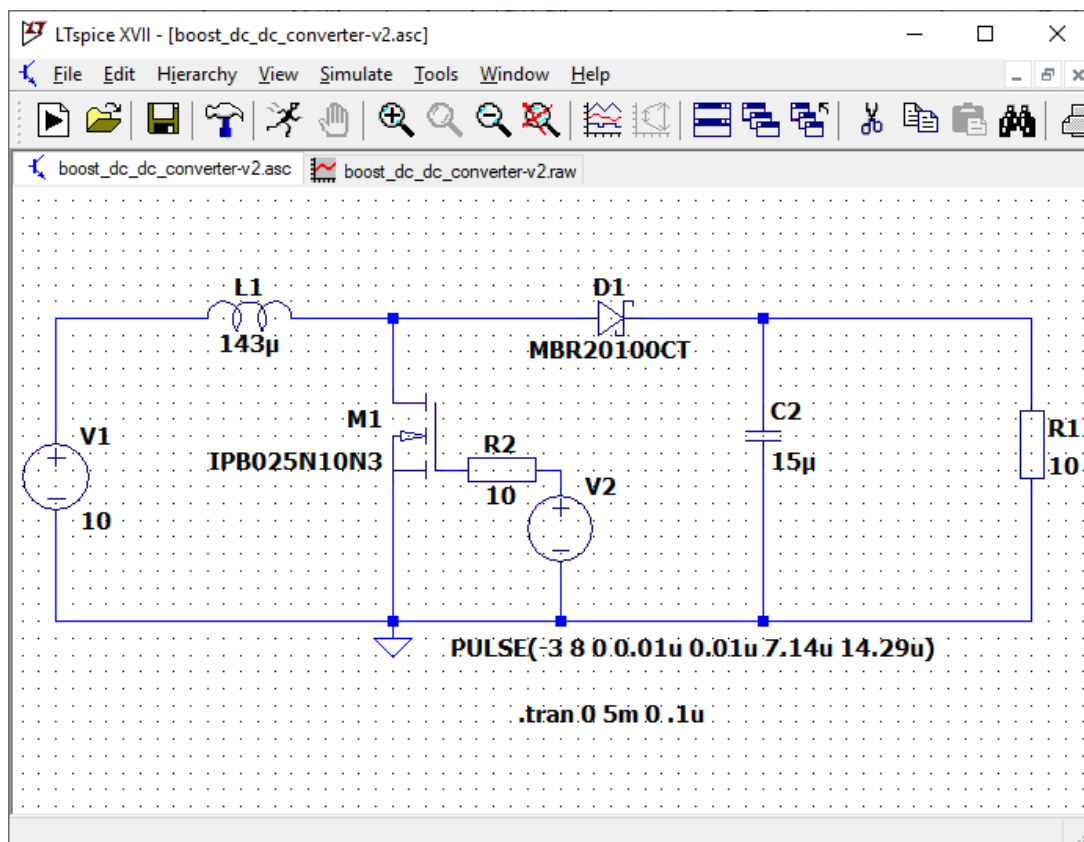 LTspice XVII - [boost_dc_dc_converter-v2.asc]
File Edit Hierarchy View Simulate Tools Window Help
boost_dc_dc_converter-v2.asc
boost_dc_dc_converter-v2.raw
L1
143µ
D1
MBR20100CT
M1
IPB025N10N3
R2
10
V2
V1
10
C2
15µ
R1
10
PULSE(-3 8 0 0.01u 0.01u 7.14u 14.29u)
.tran 0 5m 0 .1u